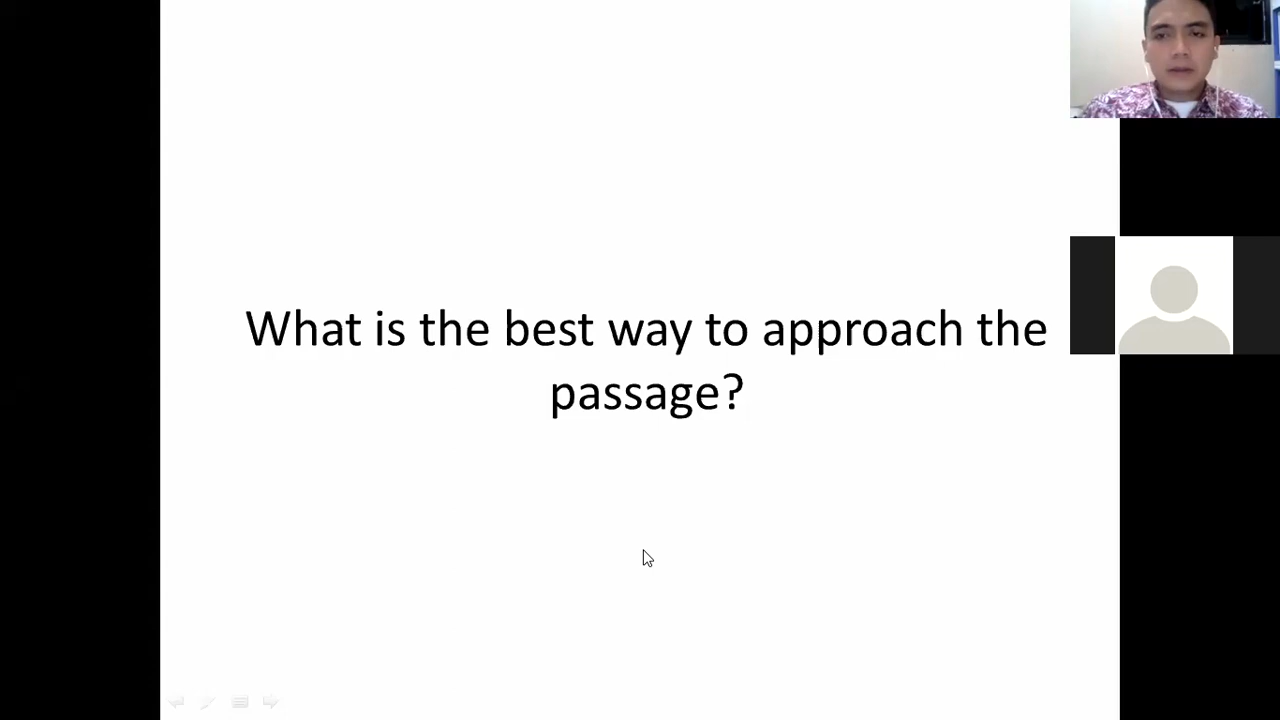 What is the best way to approach the
passage?